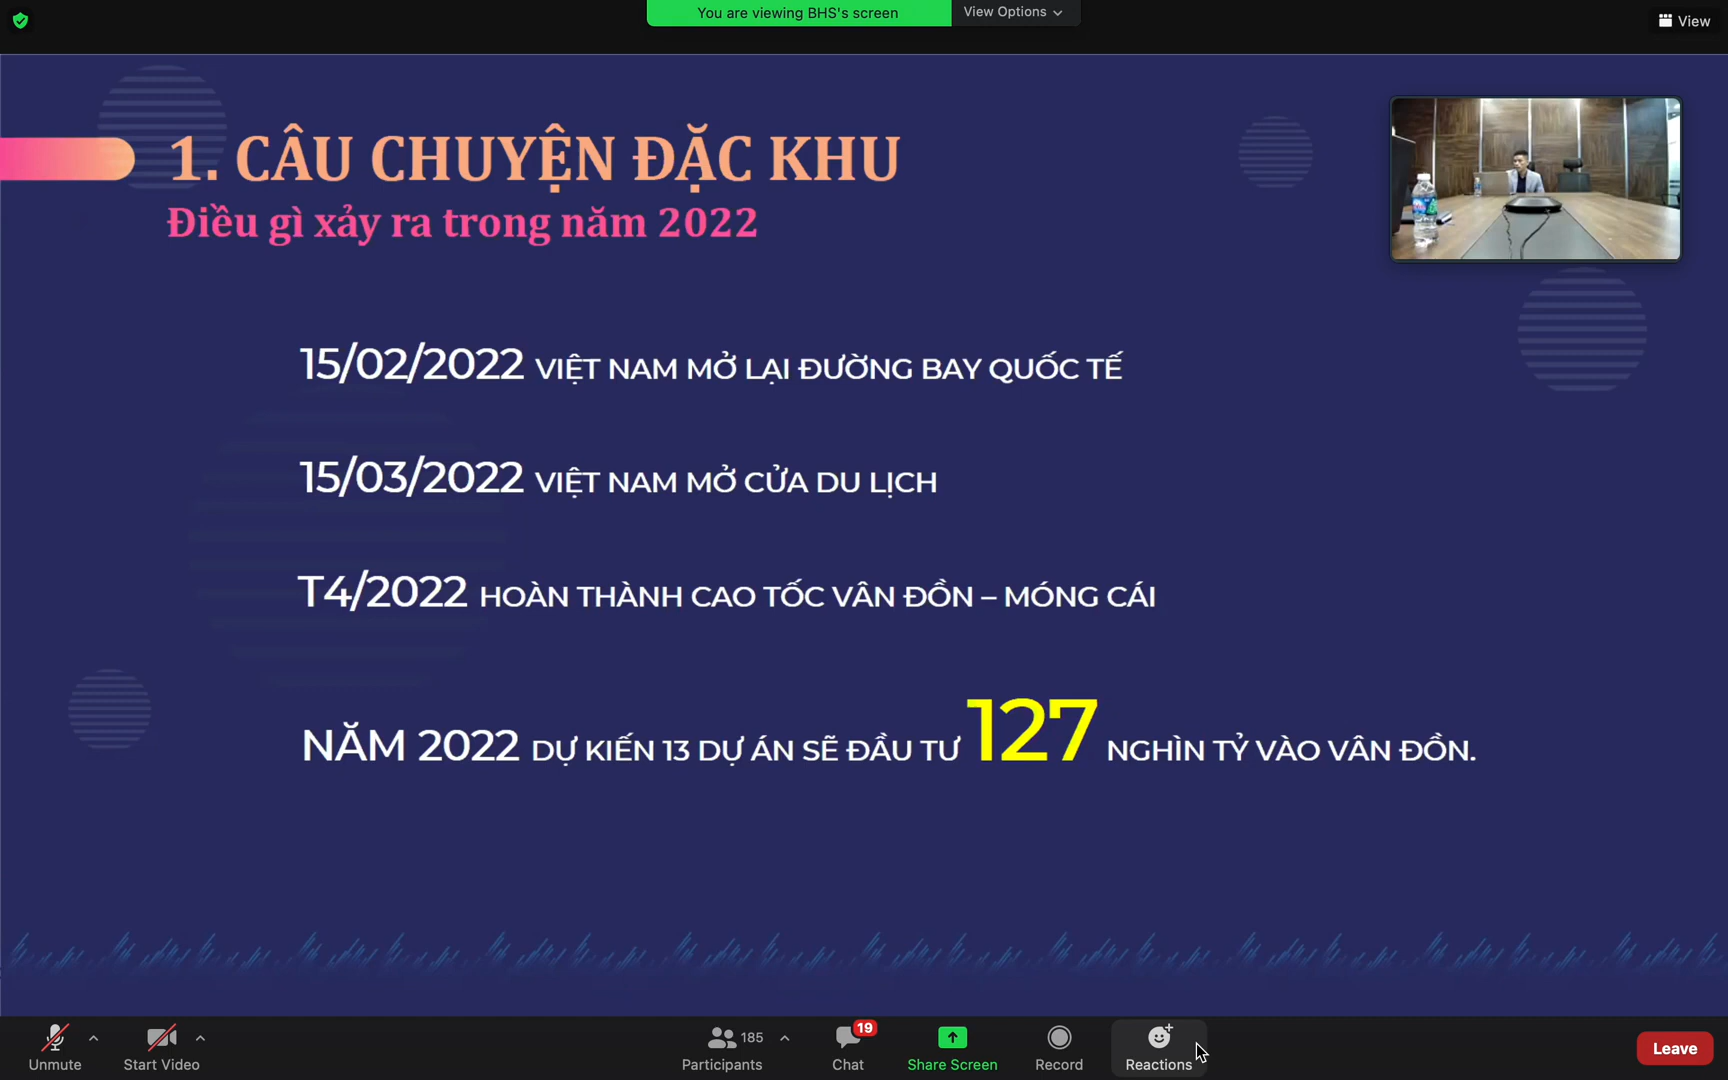 You are viewing BHS's screen
View Options
View
1. CÂU CHUYỆN ĐẶC KHU
Điều gì xảy ra trong năm 2022
15/02/2022 VIỆT NAM MỞ LẠI ĐƯỜNG BAY QUỐC TẾ
15/03/2022 VIỆT NAM MỞ CỬA DU LỊCH
T4/2022 HOÀN THÀNH CAO TỐC VÂN ĐỒN – MÓNG CÁI
NĂM 2022 DỰ KIẾN 13 DỰ ÁN SẼ ĐẦU TƯ 127 NGHÌN TỶ VÀO VÂN ĐỒN.
Unmute
Start Video
185
Participants
19
Chat
Share Screen
Record
Reactions
Leave